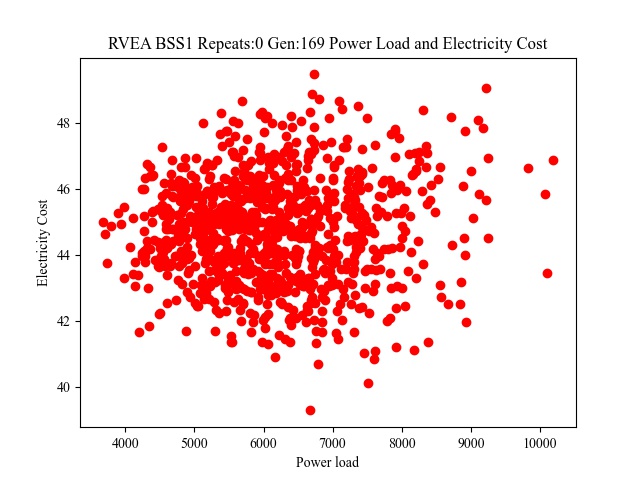 RVEA BSS1 Repeats:0 Gen:169 Power Load and Electricity Cost
48
46
44
42
40
Electricity Cost
4000 5000 6000 7000 8000 9000 10000
Power load